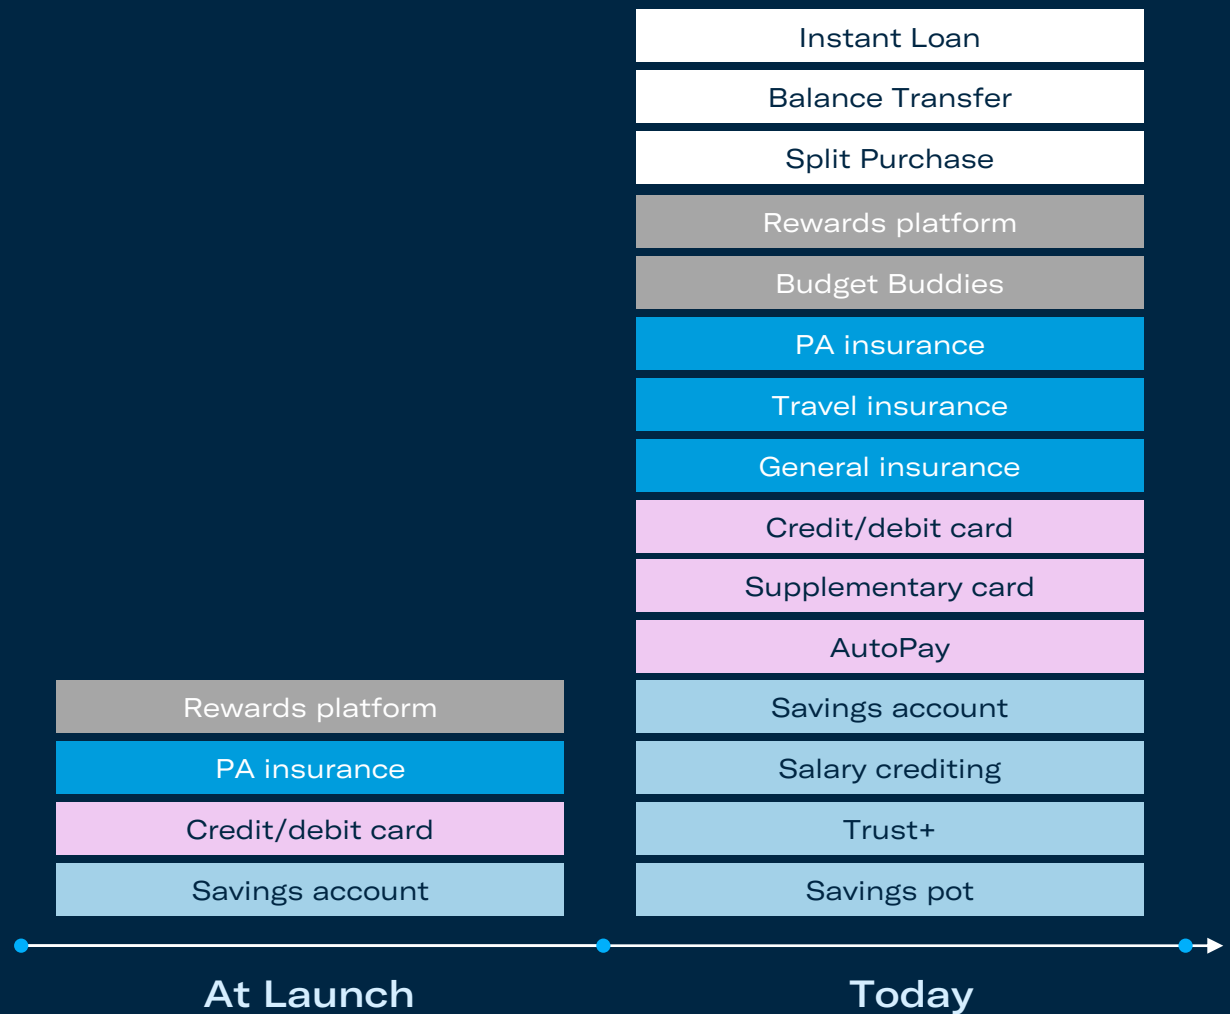 Instant Loan
Balance Transfer
Split Purchase
Rewards platform
Budget Buddies
PA insurance
Travel insurance
General insurance
Credit/debit card
Supplementary card
AutoPay
Rewards platform
Savings account
PA insurance
Salary crediting
Credit/debit card
Trust+
Savings account
Savings pot
At Launch
Today